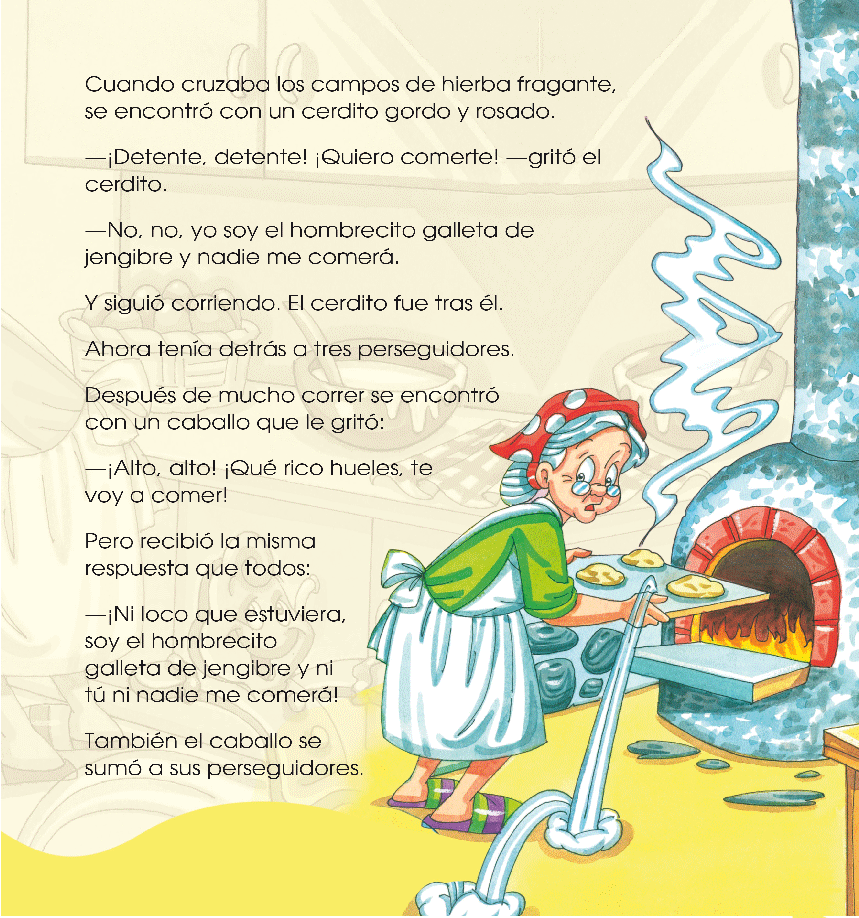 Cuando cruzaba los campos de hierba fragante,
se encontró con un cerdito gordo y rosado.
—¡Detente, detente! ¡Quiero comerte! —gritó el
cerdito.
—No, no, yo soy el hombrecito galleta de
jengibre y nadie me comerá.
Y siguió corriendo. El cerdito fue tras él.
Ahora tenía detrás a tres perseguidores.
Después de mucho correr se encontró
con un caballo que le gritó:
—¡Alto, alto! ¡Qué rico hueles, te
voy a comer!
Pero recibió la misma
respuesta que todos:
—¡Ni loco que estuviera,
soy el hombrecito
galleta de jengibre y ni
tú ni nadie me comerá!
También el caballo se
sumó a sus perseguidores.